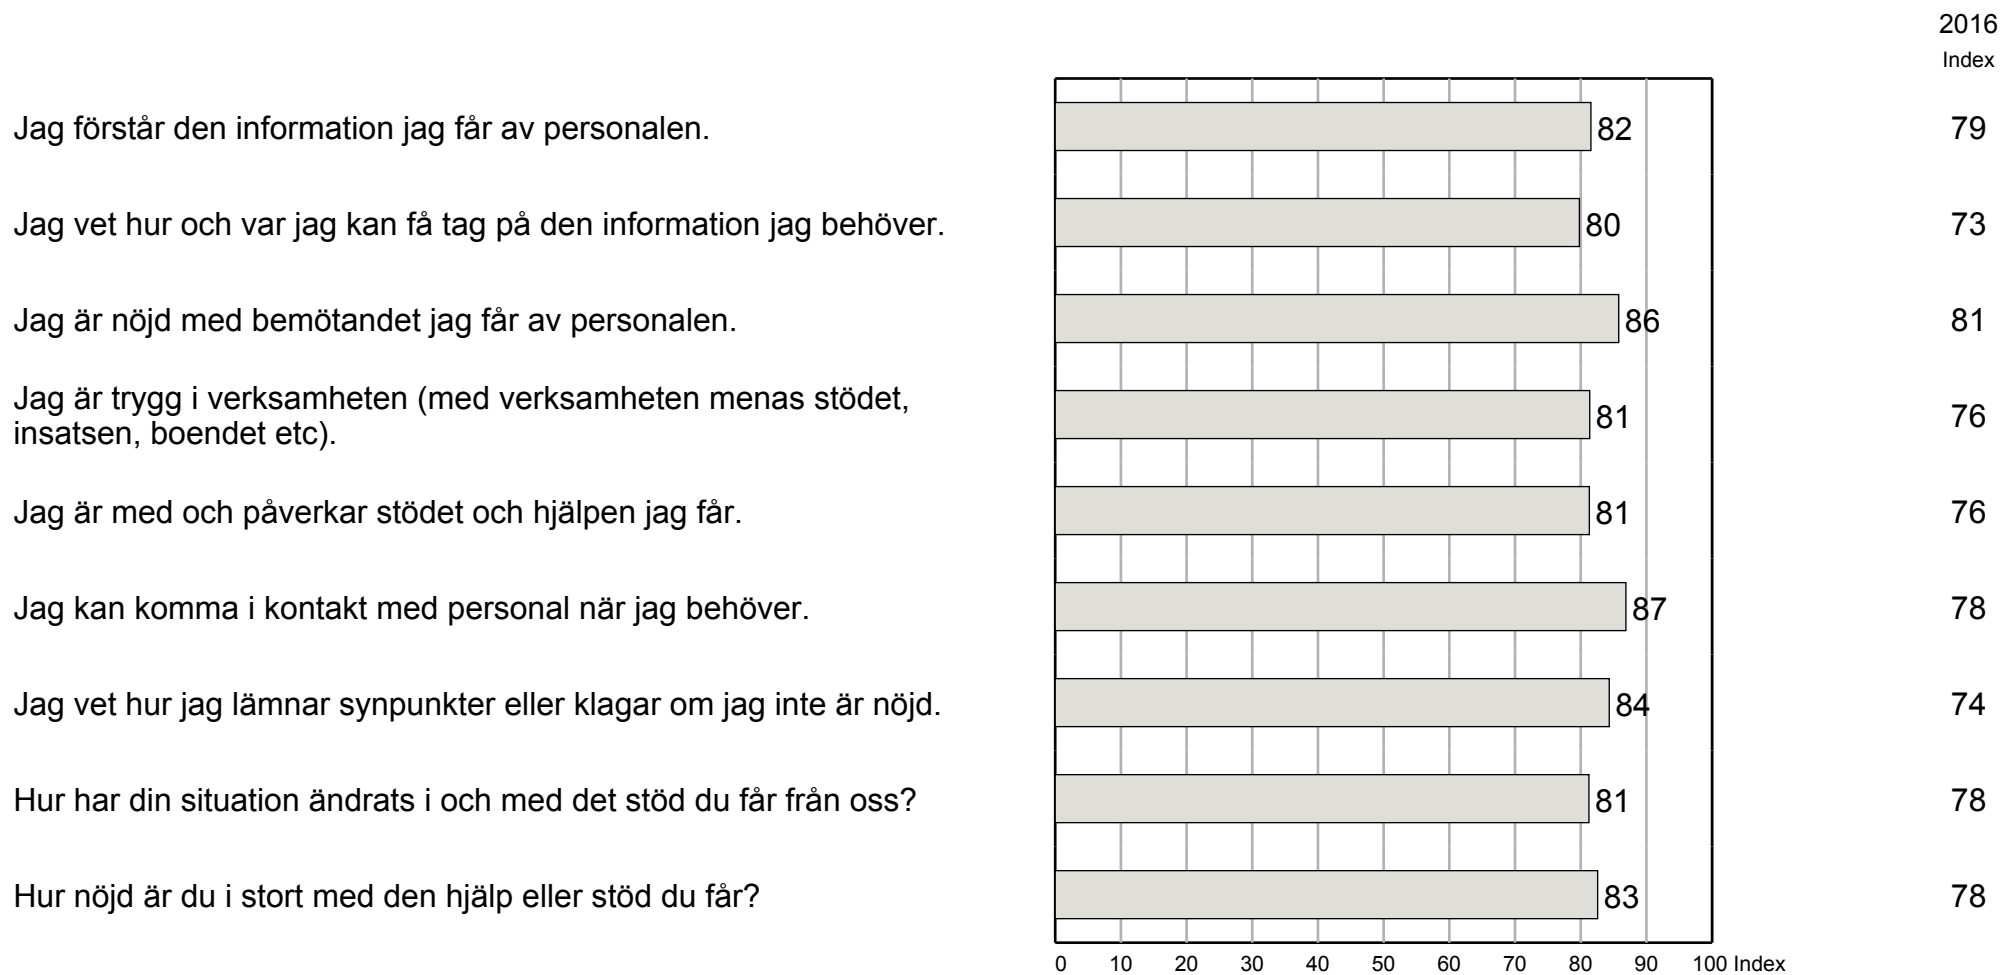 2016
Index
Jag förstår den information jag får av personalen. 82 79
Jag vet hur och var jag kan få tag på den information jag behöver. 80 73
Jag är nöjd med bemötandet jag får av personalen. 86 81
Jag är trygg i verksamheten (med verksamheten menas stödet,
insatsen, boendet etc). 81 76
Jag är med och påverkar stödet och hjälpen jag får. 81 76
Jag kan komma i kontakt med personal när jag behöver. 87 78
Jag vet hur jag lämnar synpunkter eller klagar om jag inte är nöjd. 84 74
Hur har din situation ändrats i och med det stöd du får från oss? 81 78
Hur nöjd är du i stort med den hjälp eller stöd du får? 83 78
0 10 20 30 40 50 60 70 80 90 100 Index